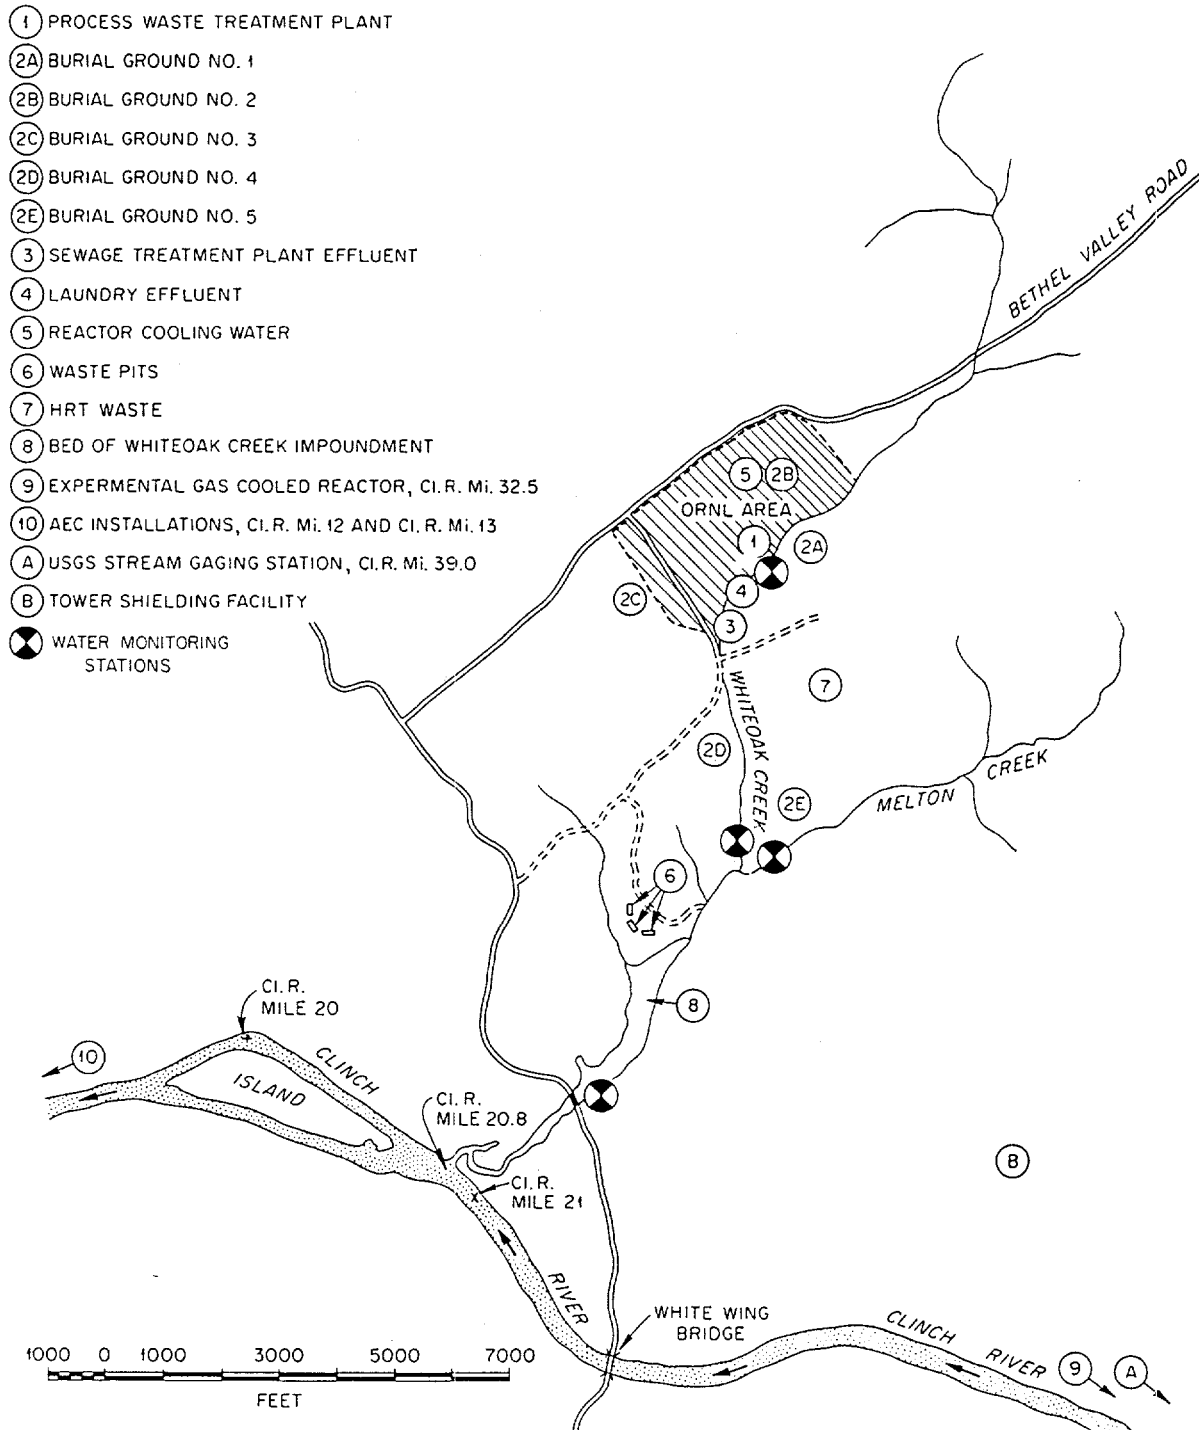 1 PROCESS WASTE TREATMENT PLANT
2A BURIAL GROUND NO. 1
2B BURIAL GROUND NO. 2
2C BURIAL GROUND NO. 3
2D BURIAL GROUND NO. 4
2E BURIAL GROUND NO. 5
3 SEWAGE TREATMENT PLANT EFFLUENT
4 LAUNDRY EFFLUENT
5 REACTOR COOLING WATER
6 WASTE PITS
7 HRT WASTE
8 BED OF WHITEOAK CREEK IMPOUNDMENT
9 EXPERMENTAL GAS COOLED REACTOR, Cl.R. Mi. 32.5
10 AEC INSTALLATIONS, Cl.R. Mi. 12 AND Cl.R. Mi. 13
A USGS STREAM GAGING STATION, Cl.R. Mi. 39.0
B TOWER SHIELDING FACILITY
WATER MONITORING
STATIONS
BETHEL VALLEY ROAD
5 2B
ORNL AREA
1
2A
4
2C
3
7
WHITEOAK CREEK
2D
2E
MELTON CREEK
6
8
Cl.R.
MILE 20
10
CLINCH
ISLAND
Cl.R.
MILE 20.8
B
Cl.R.
MILE 21
RIVER
WHITE WING
BRIDGE
CLINCH
RIVER
9 A
1000 0 1000 3000 5000 7000
FEET